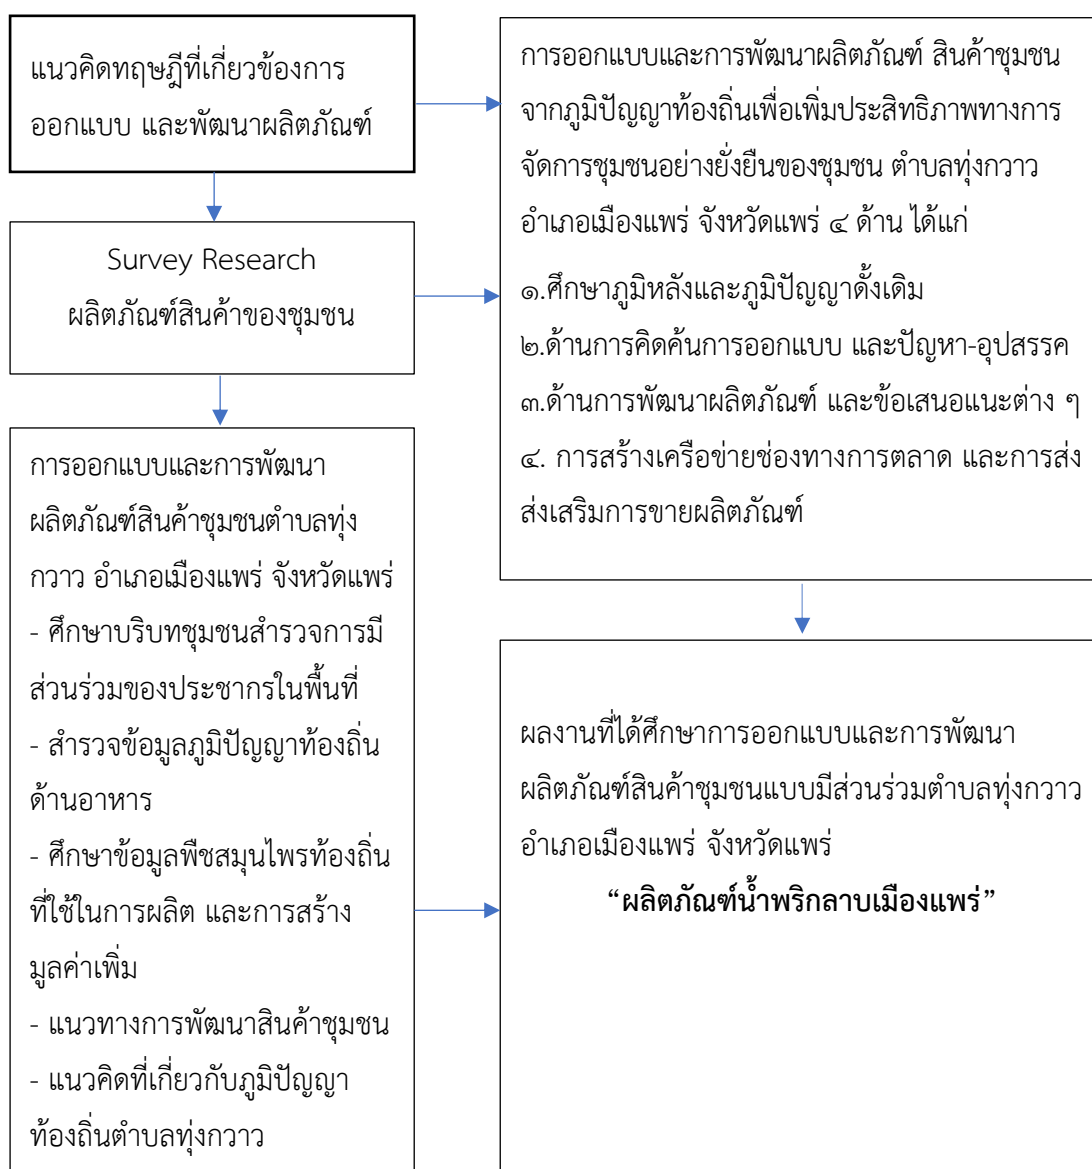 แนวคิดทฤษฎีที่เกี่ยวข้องการ
ออกแบบ และพัฒนาผลิตภัณฑ์
Survey Research
ผลิตภัณฑ์สินค้าของชุมชน
การออกแบบและการพัฒนา
ผลิตภัณฑ์สินค้าชุมชนตำบลทุ่ง
กวาว อำเภอเมืองแพร่ จังหวัดแพร่
- ศึกษาบริบทชุมชนสำรวจการมี
ส่วนร่วมของประชากรในพื้นที่
- สำรวจข้อมูลภูมิปัญญาท้องถิ่น
ด้านอาหาร
- ศึกษาข้อมูลพืชสมุนไพรท้องถิ่น
ที่ใช้ในการผลิต และการสร้าง
มูลค่าเพิ่ม
- แนวทางการพัฒนาสินค้าชุมชน
- แนวคิดที่เกี่ยวกับภูมิปัญญา
ท้องถิ่นตำบลทุ่งกวาว
การออกแบบและการพัฒนาผลิตภัณฑ์ สินค้าชุมชน
จากภูมิปัญญาท้องถิ่นเพื่อเพิ่มประสิทธิภาพทางการ
จัดการชุมชนอย่างยั่งยืนของชุมชน ตำบลทุ่งกวาว
อำเภอเมืองแพร่ จังหวัดแพร่ ๔ ด้าน ได้แก่
๑.ศึกษาภูมิหลังและภูมิปัญญาดั้งเดิม
๒.ด้านการคิดค้นการออกแบบ และปัญหา-อุปสรรค
๓.ด้านการพัฒนาผลิตภัณฑ์ และข้อเสนอแนะต่าง ๆ
๔. การสร้างเครือข่ายช่องทางการตลาด และการส่ง
ส่งเสริมการขายผลิตภัณฑ์
ผลงานที่ได้ศึกษาการออกแบบและการพัฒนา
ผลิตภัณฑ์สินค้าชุมชนแบบมีส่วนร่วมตำบลทุ่งกวาว
อำเภอเมืองแพร่ จังหวัดแพร่
“ผลิตภัณฑ์น้ำพริกลาบเมืองแพร่”